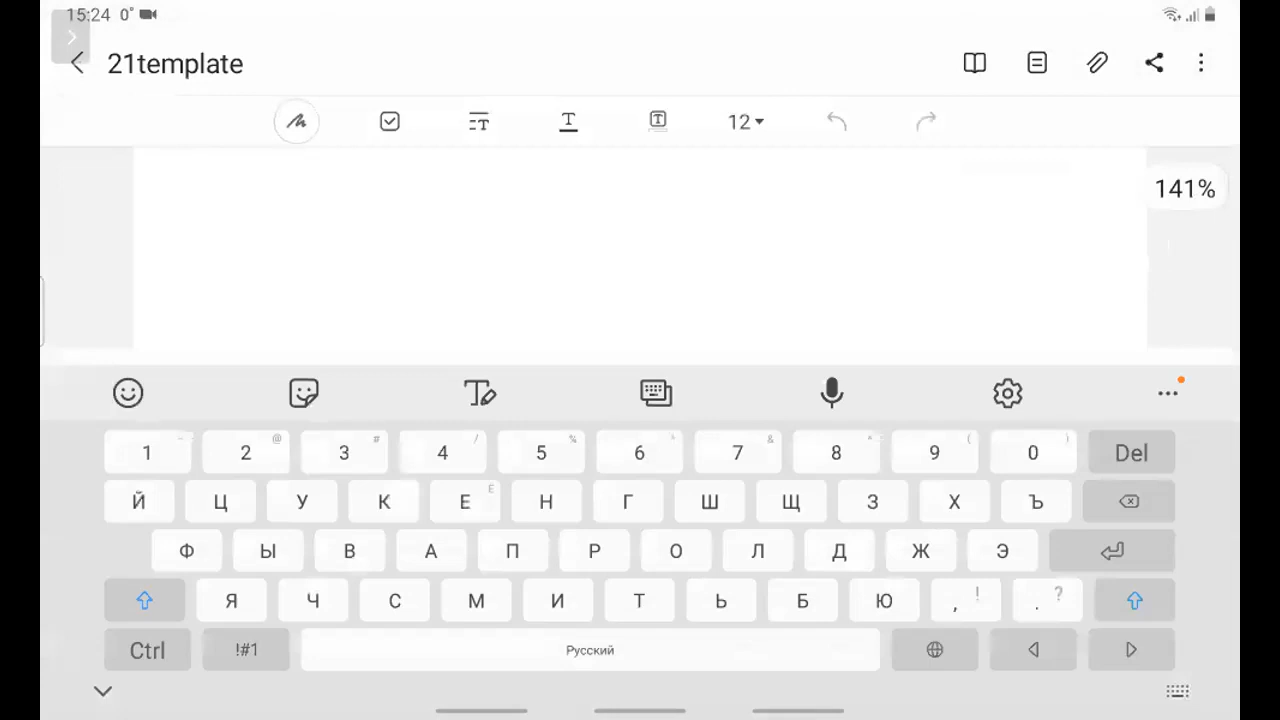 15:24 0°
21template
12
141%
1 2 @ 3 # 4 / 5 % 6 7 & 8 9 ( 0 ) Del
Й Ц У К Е Ё Н Г Ш Щ З Х Ъ
Ф Ы В А П Р О Л Д Ж Э
Я Ч С М И Т Ь Б Ю , ! . ?
Ctrl !#1 Русский